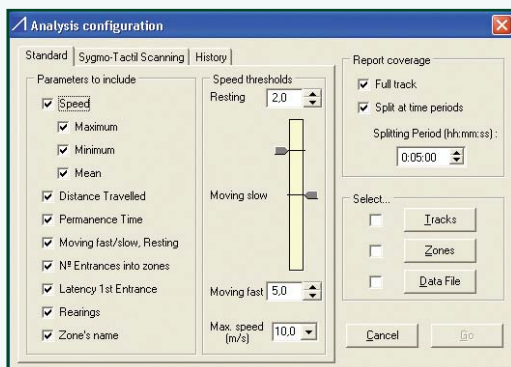 Analysis configuration
Standard
Sygmo-Tactil Scanning
History
Parameters to include
Speed
Maximum
Minimum
Mean
Distance Travelled
Permanence Time
Moving fast/slow, Resting
Nº Entrances into zones
Latency 1st Entrance
Rearings
Zone's name
Speed thresholds
Resting
2,0
Moving slow
Moving fast
5,0
Max. speed
(m/s)
10,0
Report coverage
Full track
Split at time periods
Splitting Period (hh:mm:ss) :
0:05:00
Select...
Tracks
Zones
Data File
Cancel
Go